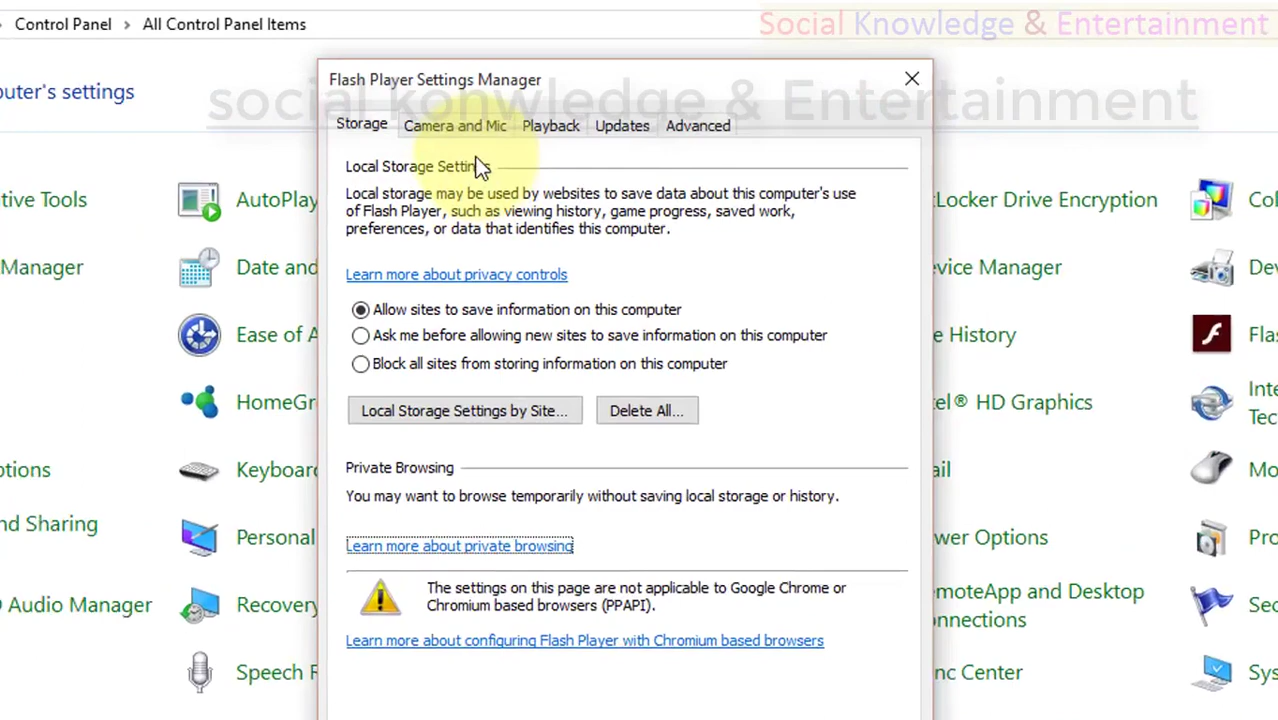 Control Panel > All Control Panel Items
Social Knowledge & Entertainment
uter's settings
Flash Player Settings Manager
social konwledge & Entertainment
Storage Camera and Mic Playback Updates Advanced
Local Storage Settings
Local storage may be used by websites to save data about this computer's use
of Flash Player, such as viewing history, game progress, saved work,
preferences, or data that identifies this computer.
Learn more about privacy controls
Allow sites to save information on this computer
Ask me before allowing new sites to save information on this computer
Block all sites from storing information on this computer
Local Storage Settings by Site... Delete All...
Private Browsing
You may want to browse temporarily without saving local storage or history.
Learn more about private browsing
The settings on this page are not applicable to Google Chrome or
Chromium based browsers (PPAPI).
Learn more about configuring Flash Player with Chromium based browsers
tive Tools
Manager
otions
nd Sharing
O Audio Manager
AutoPlay
Date and
Ease of A
HomeGr
Keyboard
Personal
Recovery
Speech R
tLocker Drive Encryption
evice Manager
e History
tel® HD Graphics
ail
wer Options
emoteApp and Desktop
onnections
nc Center
Col
Dev
Flas
Inte
Tec
Mo
Pro
Sec
Sys